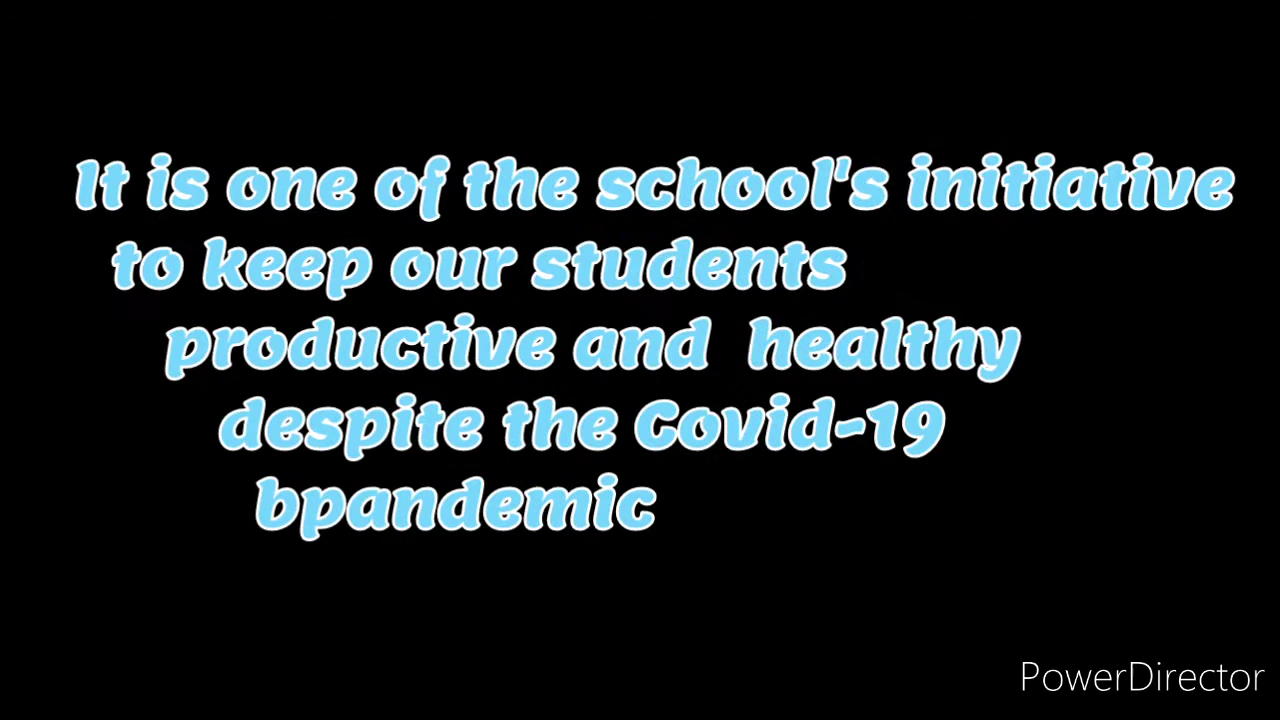 It is one of the school's initiative
to keep our students
productive and  healthy
despite the Covid-19
bpandemic
PowerDirector